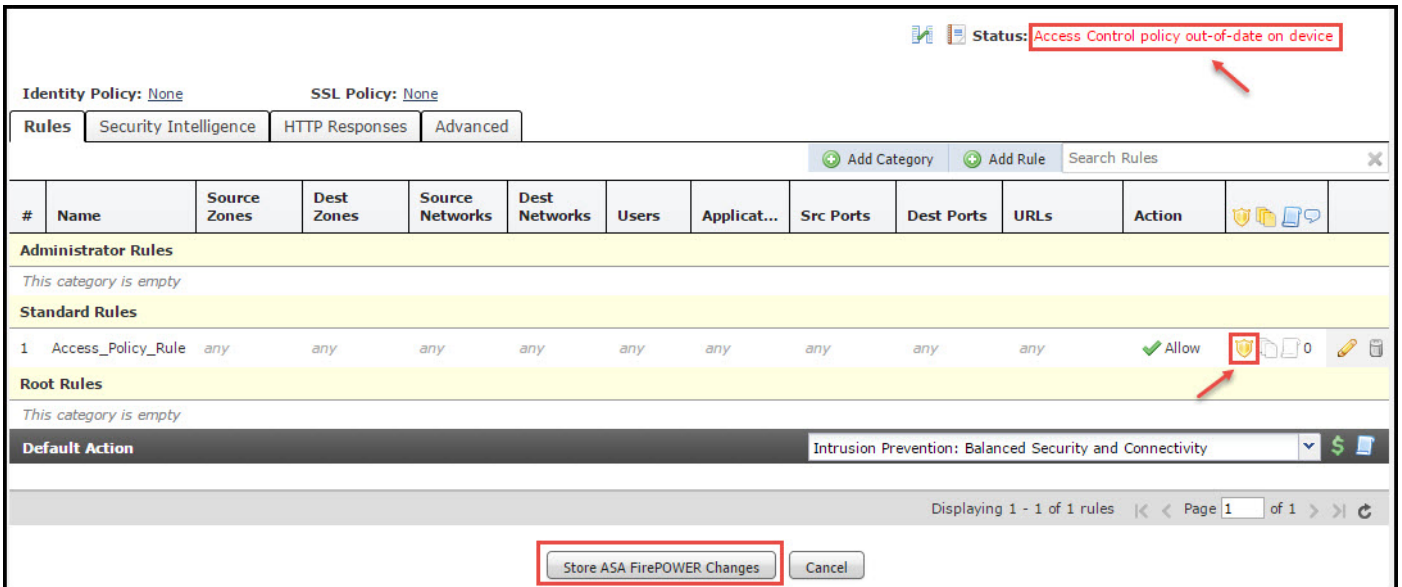 Status: Access Control policy out-of-date on device
Identity Policy: None SSL Policy: None
Rules Security Intelligence HTTP Responses Advanced
Add Category Add Rule Search Rules
# Name Source Zones Dest Zones Source Networks Dest Networks Users Applicat... Src Ports Dest Ports URLs Action
Administrator Rules
This category is empty
Standard Rules
1 Access_Policy_Rule any any any any any any any any any Allow 0
Root Rules
This category is empty
Default Action Intrusion Prevention: Balanced Security and Connectivity $
Displaying 1 - 1 of 1 rules |< < Page 1 of 1 > >|
Store ASA FirePOWER Changes Cancel